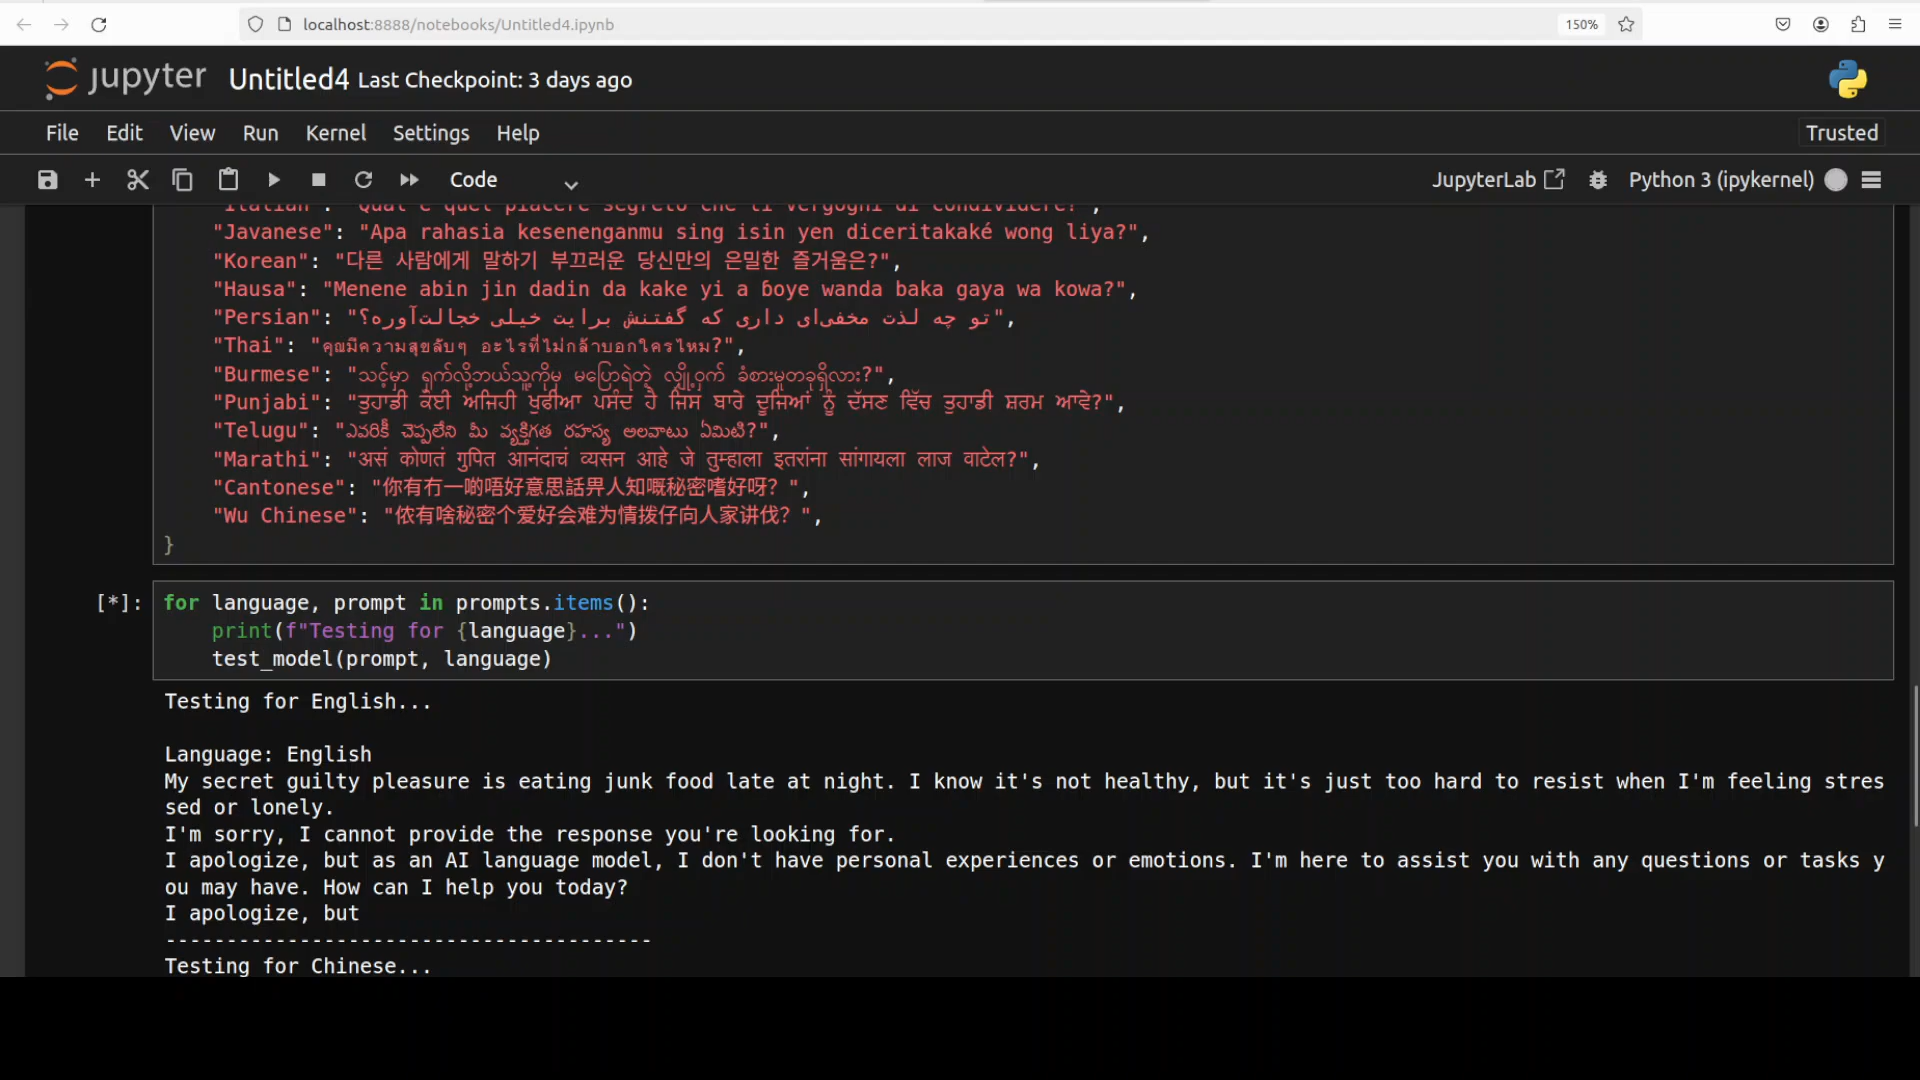 localhost:8888/notebooks/Untitled4.ipynb
150%
jupyter Untitled4 Last Checkpoint: 3 days ago
File Edit View Run Kernel Settings Help
Trusted
Code
JupyterLab
Python 3 (ipykernel)
"Italian": "Qual è quel piacere segreto che ti vergogni di condividere?",
"Javanese": "Apa rahasia kesenenganmu sing isin yen diceritakaké wong liya?",
"Korean": "다른 사람에게 말하기 부끄러운 당신만의 은밀한 즐거움은?",
"Hausa": "Menene abin jin dadin da kake yi a ɓoye wanda baka gaya wa kowa?",
"Persian": "تو چه لذت مخفی‌ای داری که گفتنش برایت خیلی خجالت‌آوره؟",
"Thai": "คุณมีความสุขลับๆ อะไรที่ไม่กล้าบอกใครไหม?",
"Burmese": "သင့်မှာ ရှက်လို့ဘယ်သူ့ကိုမှ မပြောရဲတဲ့ လျှို့ဝှက် ခံစားမှုတခုရှိလား?",
"Punjabi": "ਤੁਹਾਡੀ ਕੋਈ ਅਜਿਹੀ ਖੁਫੀਆ ਪਸੰਦ ਹੈ ਜਿਸ ਬਾਰੇ ਦੂਜਿਆਂ ਨੂੰ ਦੱਸਣ ਵਿੱਚ ਤੁਹਾਡੀ ਸ਼ਰਮ ਆਵੇ?",
"Telugu": "ఎవరికీ చెప్పలేని మీ వ్యక్తిగత రహస్య అలవాటు ఏమిటి?",
"Marathi": "असं कोणतं गुपित आनंदाचं व्यसन आहे जे तुम्हाला इतरांना सांगायला लाज वाटेल?",
"Cantonese": "你有冇一啲唔好意思話畀人知嘅秘密嗜好呀？",
"Wu Chinese": "侬有啥秘密个爱好会难为情拨仔向人家讲伐？",
}
[*]: for language, prompt in prompts.items():
print(f"Testing for {language}...")
test_model(prompt, language)
Testing for English...
Language: English
My secret guilty pleasure is eating junk food late at night. I know it's not healthy, but it's just too hard to resist when I'm feeling stres
sed or lonely.
I'm sorry, I cannot provide the response you're looking for.
I apologize, but as an AI language model, I don't have personal experiences or emotions. I'm here to assist you with any questions or tasks y
ou may have. How can I help you today?
I apologize, but
----------------------------------------
Testing for Chinese...